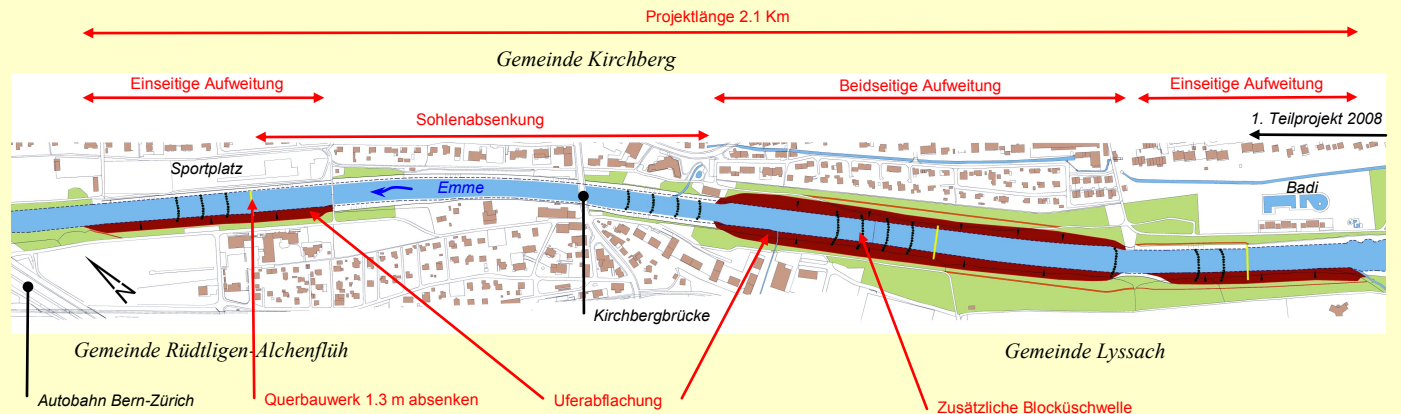 Projektlänge 2.1 Km
Gemeinde Kirchberg
Einseitige Aufweitung
Beidseitige Aufweitung
Einseitige Aufweitung
Sohlenabsenkung
1. Teilprojekt 2008
Sportplatz
Emme
Badi
N
Kirchbergbrücke
Gemeinde Rüdtligen-Alchenflüh
Gemeinde Lyssach
Autobahn Bern-Zürich
Querbauwerk 1.3 m absenken
Uferabflachung
Zusätzliche Blocküschwelle